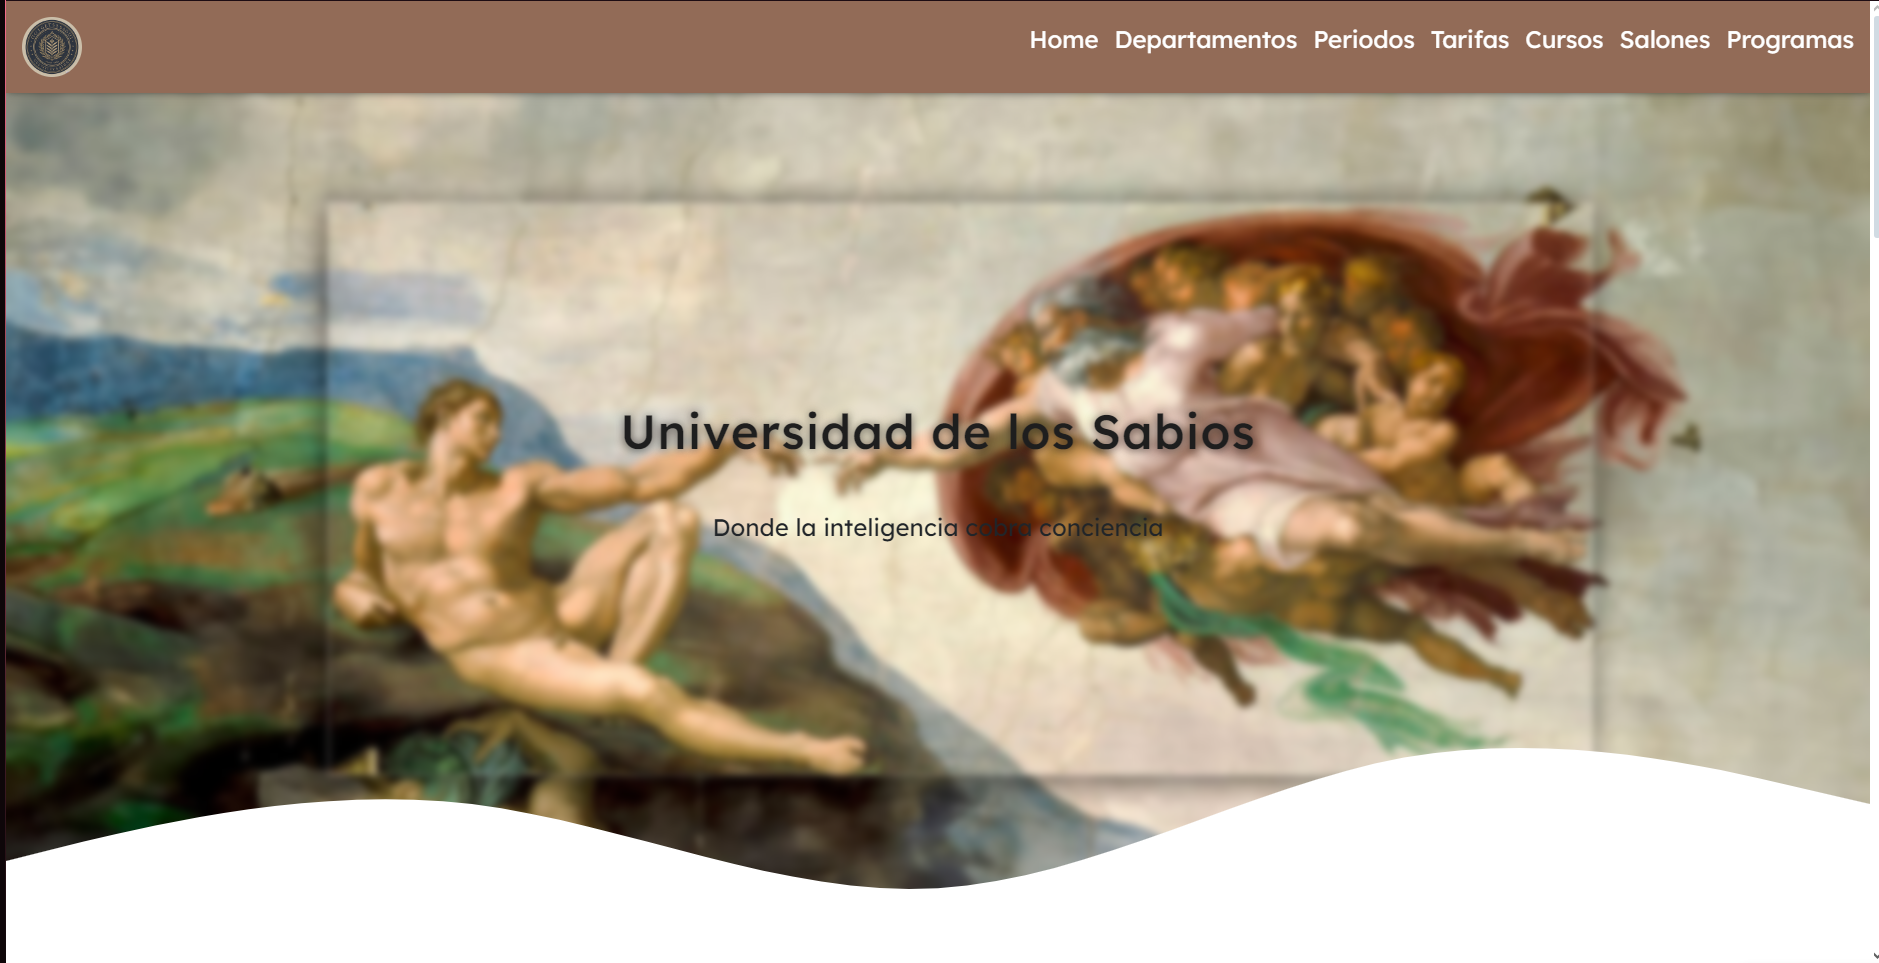 Home Departamentos Periodos Tarifas Cursos Salones Programas
Universidad de los Sabios
Donde la inteligencia cobra conciencia